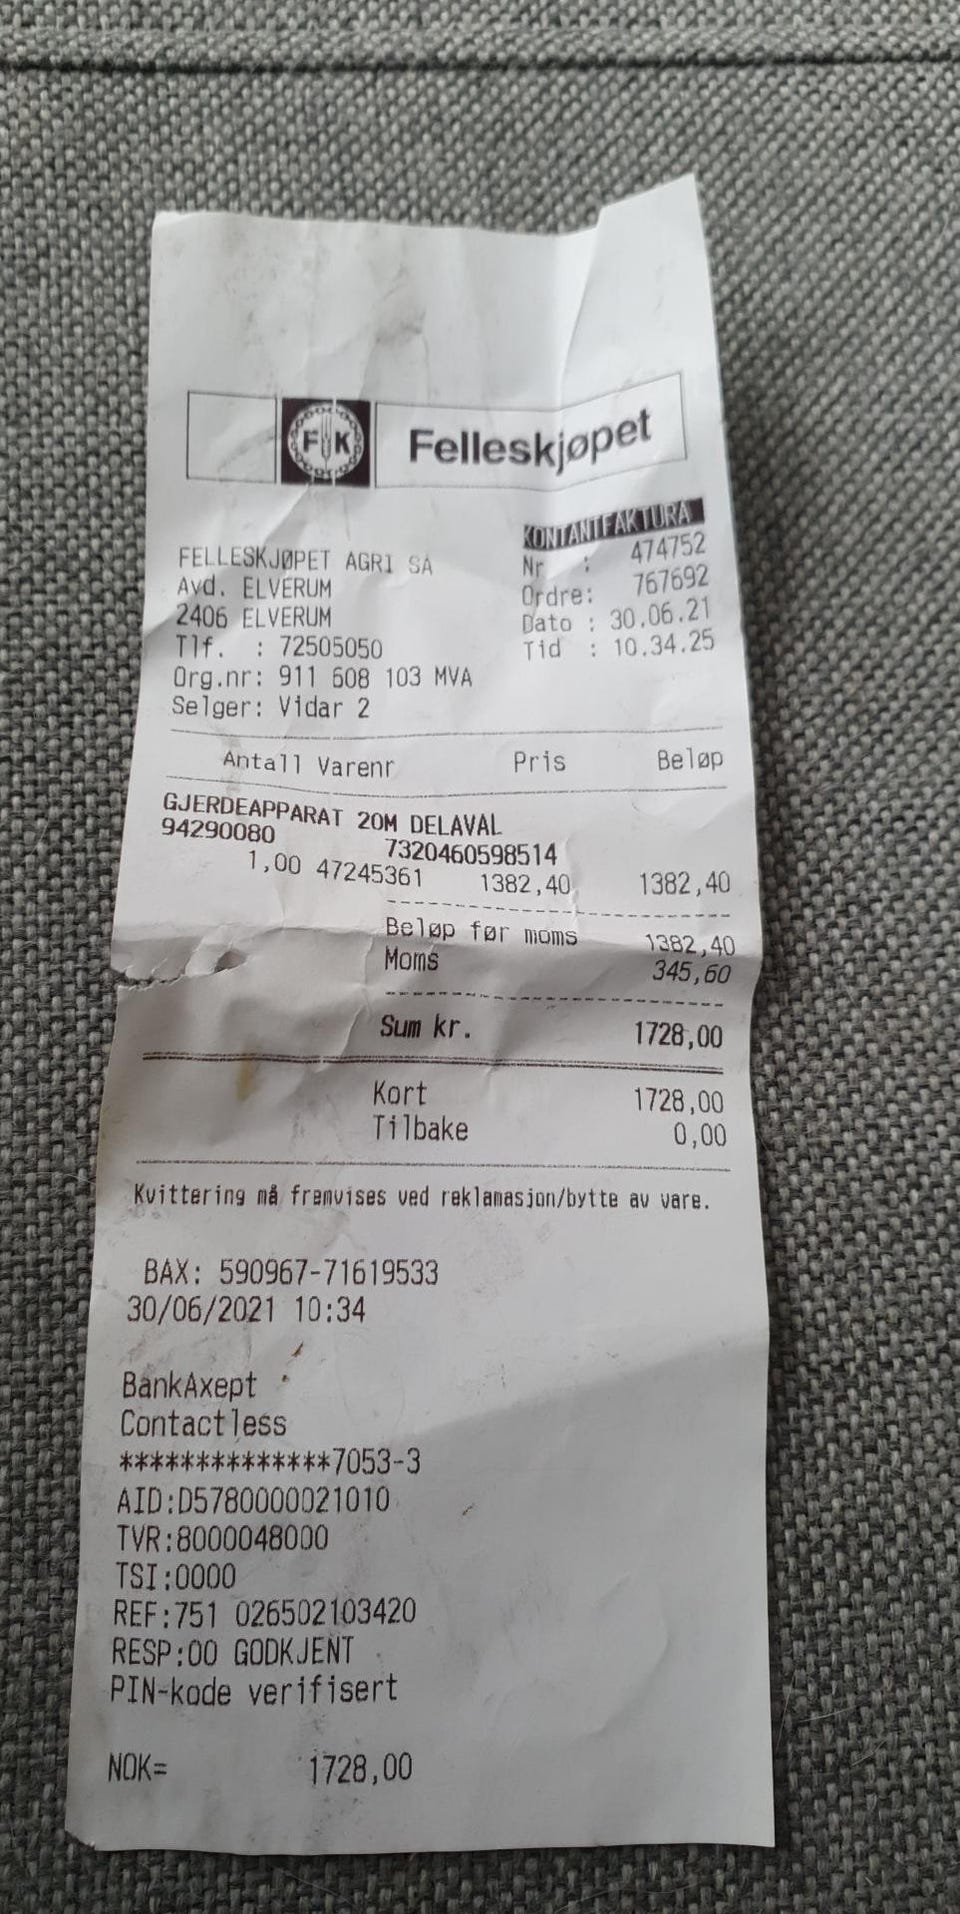 FK Felleskjøpet
KONTANTFAKTURA
FELLESKJØPET AGRI SA
Avd. ELVERUM
2406 ELVERUM
Tlf. : 72505050
Org.nr: 911 608 103 MVA
Selger: Vidar 2
Nr : 474752
Ordre: 767692
Dato : 30.06.21
Tid : 10.34.25
Antall Varenr Pris Beløp
GJERDEAPPARAT 20M DELAVAL
94290080 7320460598514
1,00 47245361 1382,40 1382,40
Beløp før moms 1382,40
Moms 345,60
Sum kr. 1728,00
Kort 1728,00
Tilbake 0,00
Kvittering må fremvises ved reklamasjon/bytte av vare.
BAX: 590967-71619533
30/06/2021 10:34
BankAxept
Contactless
**************7053-3
AID:D5780000021010
TVR:8000048000
TSI:0000
REF:751 026502103420
RESP:00 GODKJENT
PIN-kode verifisert
NOK= 1728,00